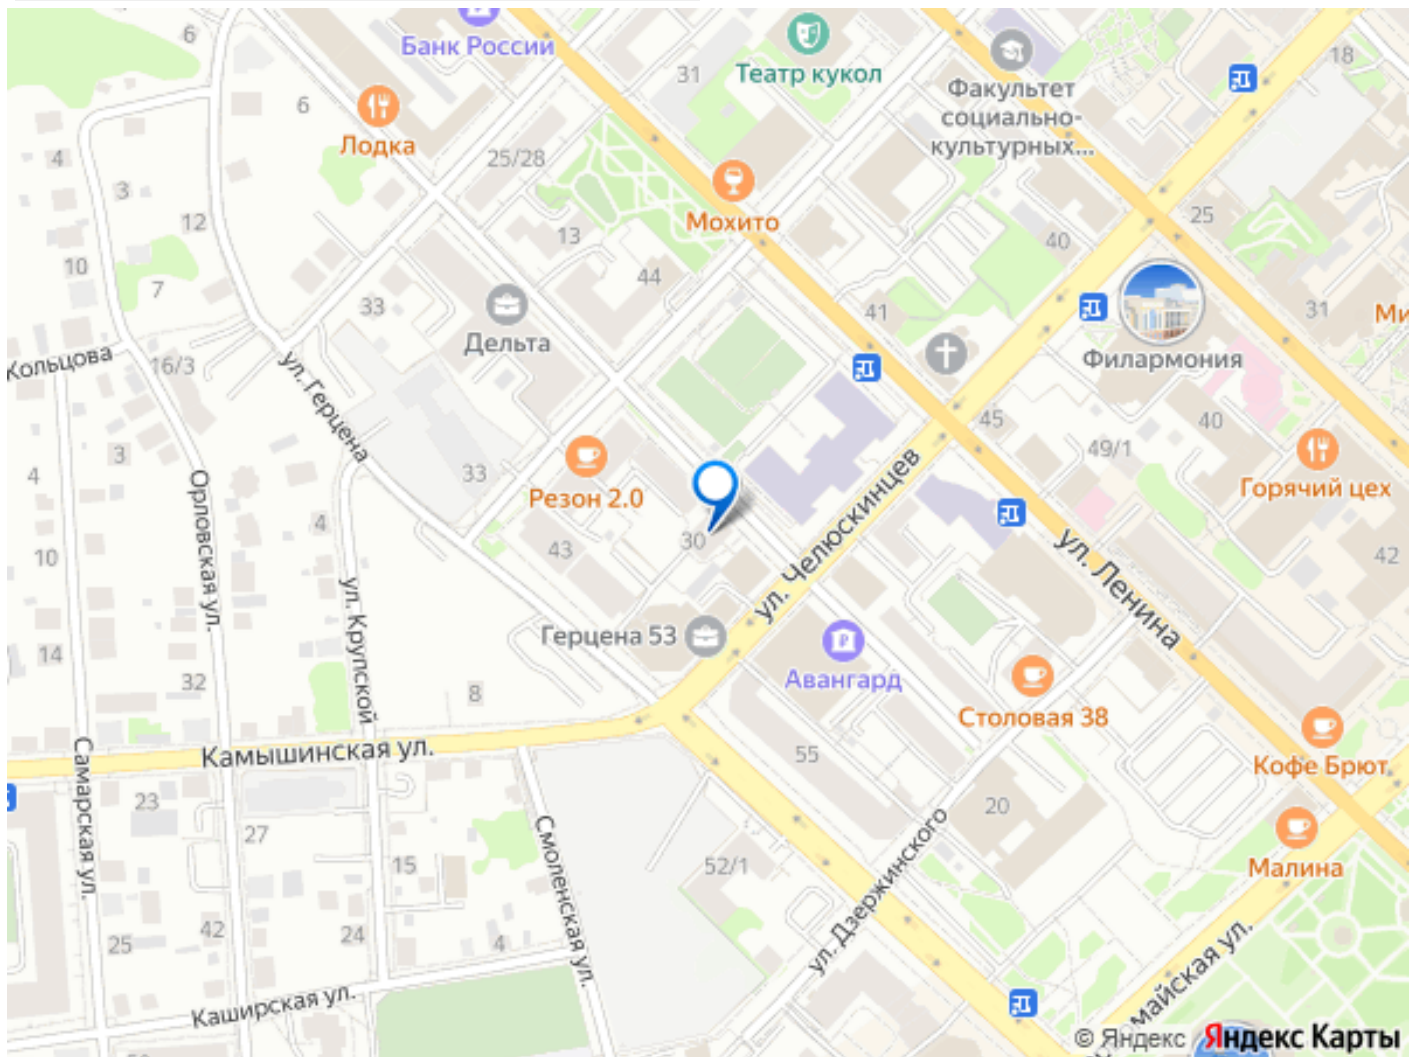 6
Банк России
31
Театр кукол
18
Факультет
социально-
культурных...
6
Лодка
25/28
4
3
12
Мохито
25
13
40
10
7
44
33
41
31
Ми
Дельта
Филармония
Кольцова
16/3
ул. Герцена
45
40
49/1
3
4
33
Резон 2.0
Горячий цех
Орловская ул.
4
43
30
ул. Челюскинцев
ул. Ленина
42
10
ул. Крупской
Герцена 53
14
32
8
Авангард
Столовая 38
Камышинская ул.
55
Кофе Брют
Самарская ул.
23
27
20
Малина
Смоленская ул.
15
52/1
ул. Дзержинского
42
24
25
4
Каширская ул.
омайская ул.
© Яндекс Яндекс Карты